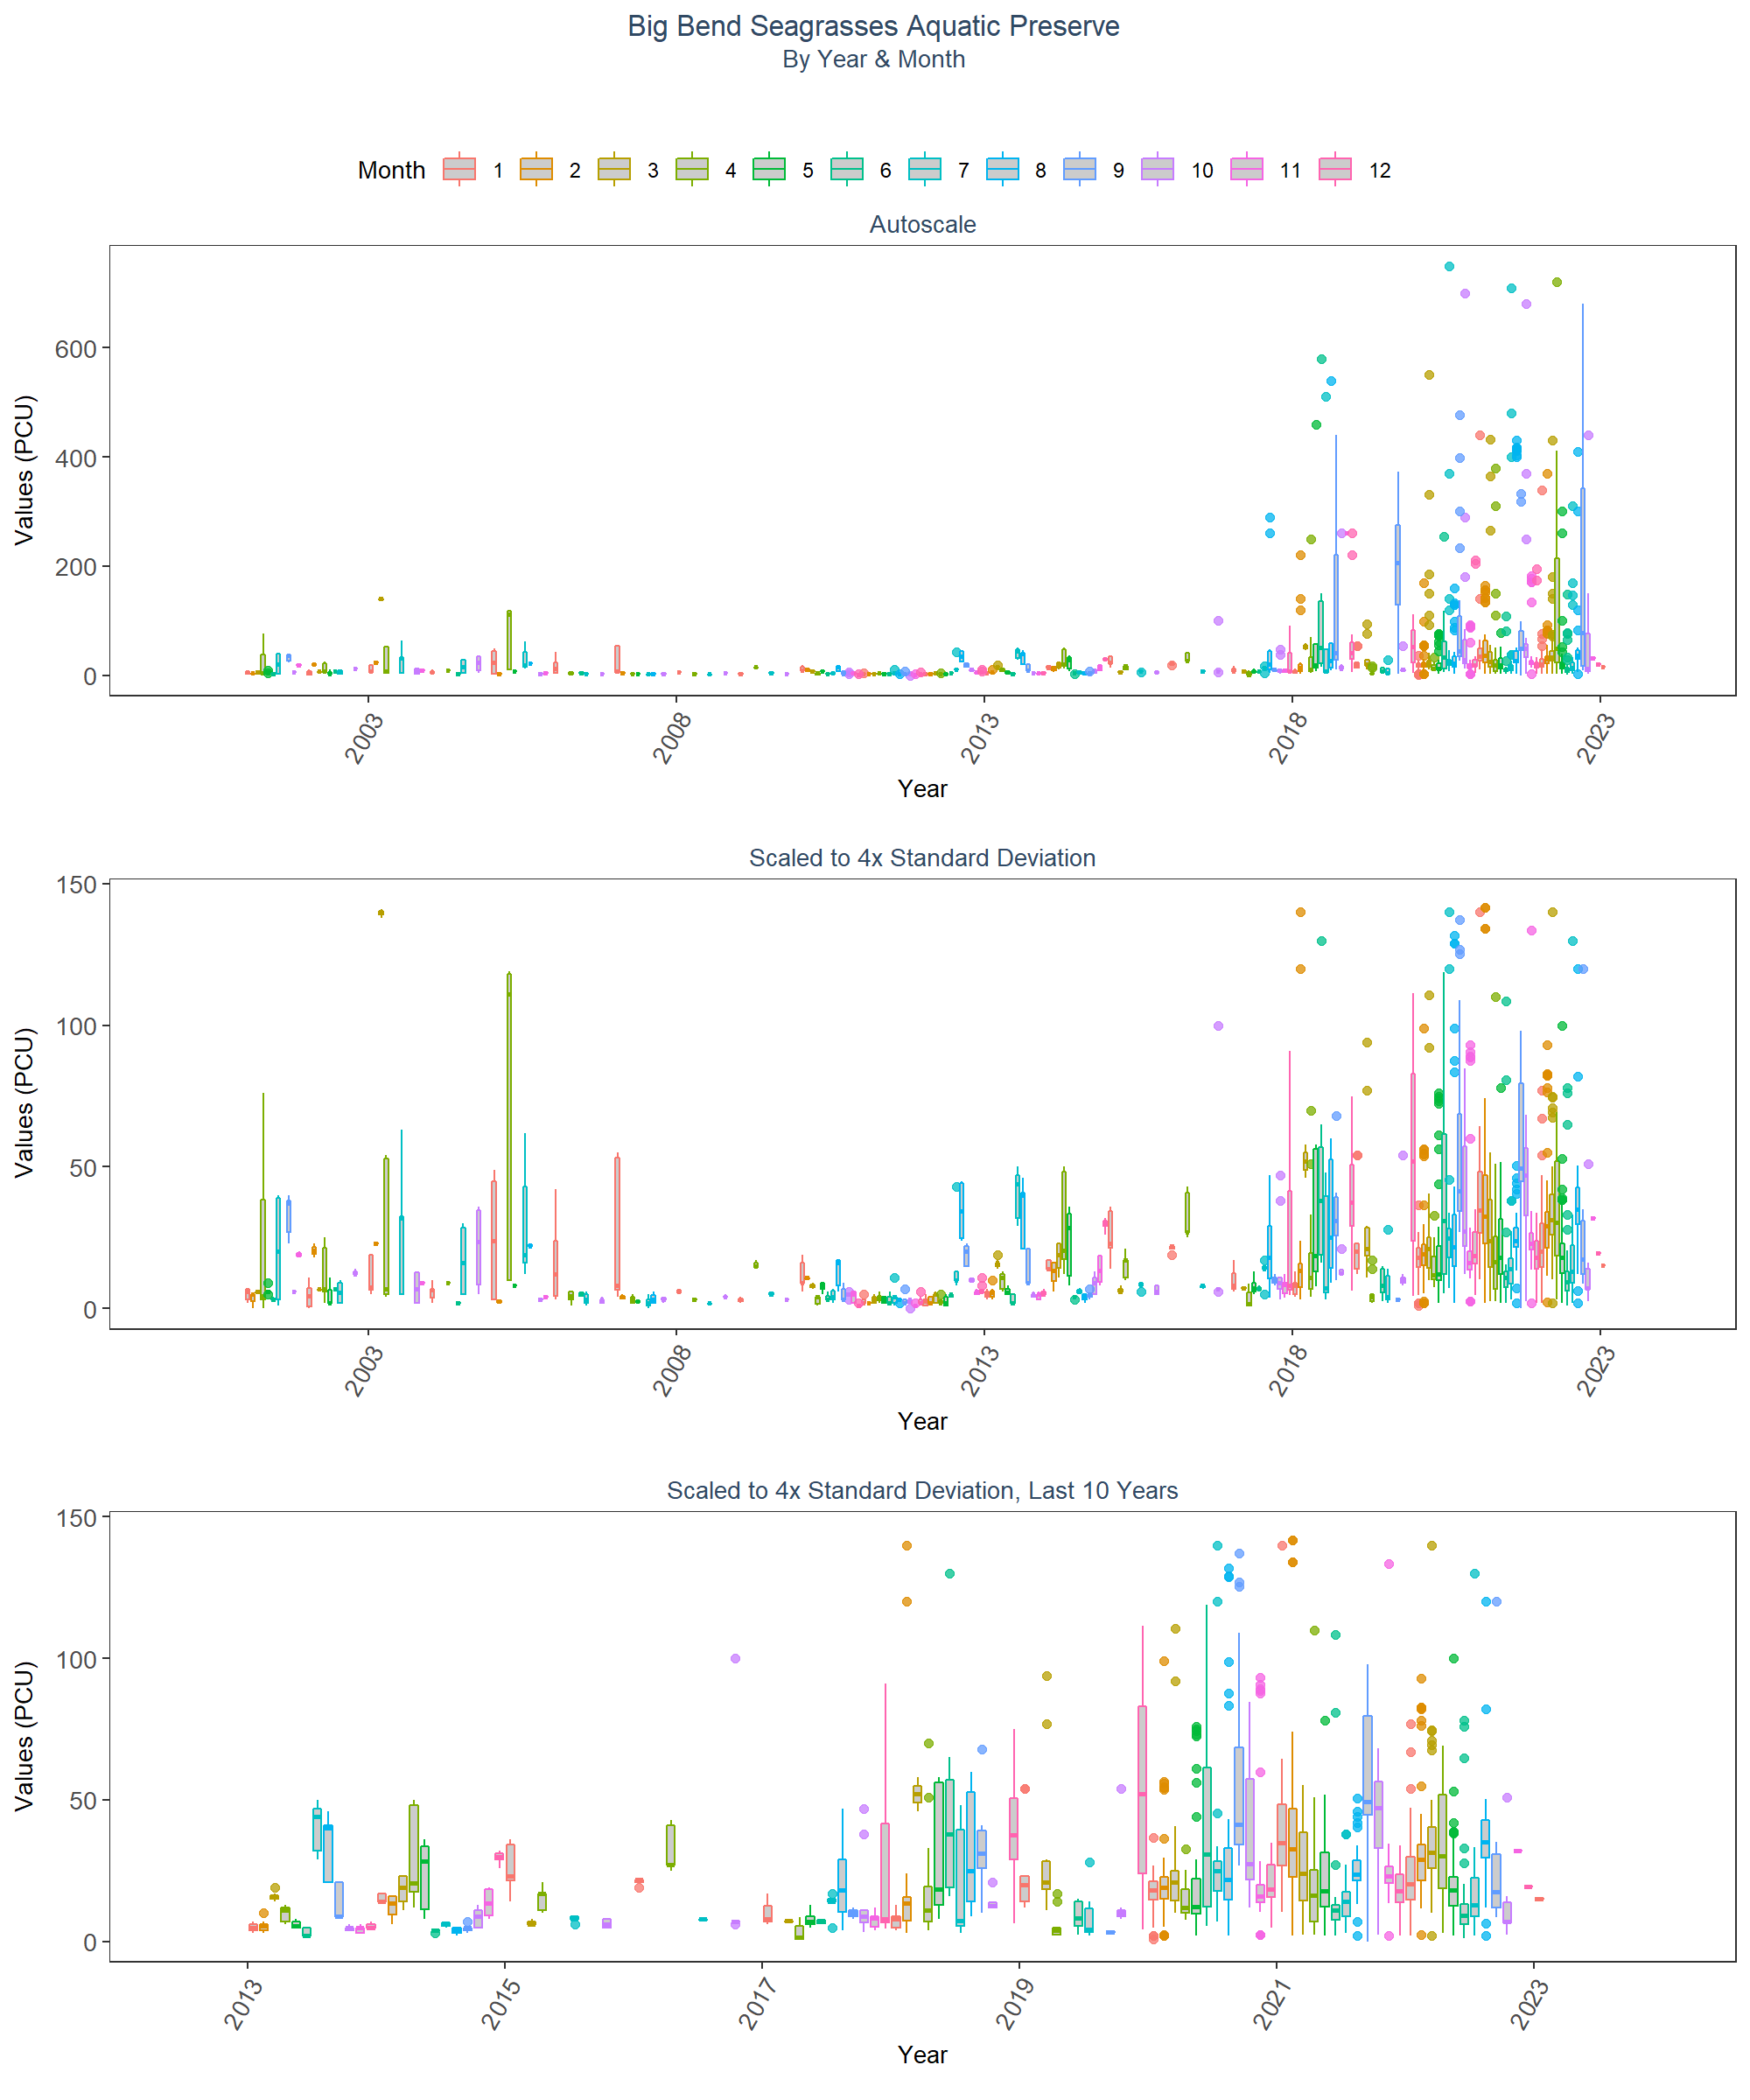 Big Bend Seagrasses Aquatic Preserve
By Year & Month
Month 1 2 3 4 5 6 7 8 9 10 11 12
Autoscale
Values (PCU)
600
400
200
0
2003 2008 2013 2018 2023
Year
Scaled to 4x Standard Deviation
Values (PCU)
150
100
50
0
2003 2008 2013 2018 2023
Year
Scaled to 4x Standard Deviation, Last 10 Years
Values (PCU)
150
100
50
0
2013 2015 2017 2019 2021 2023
Year